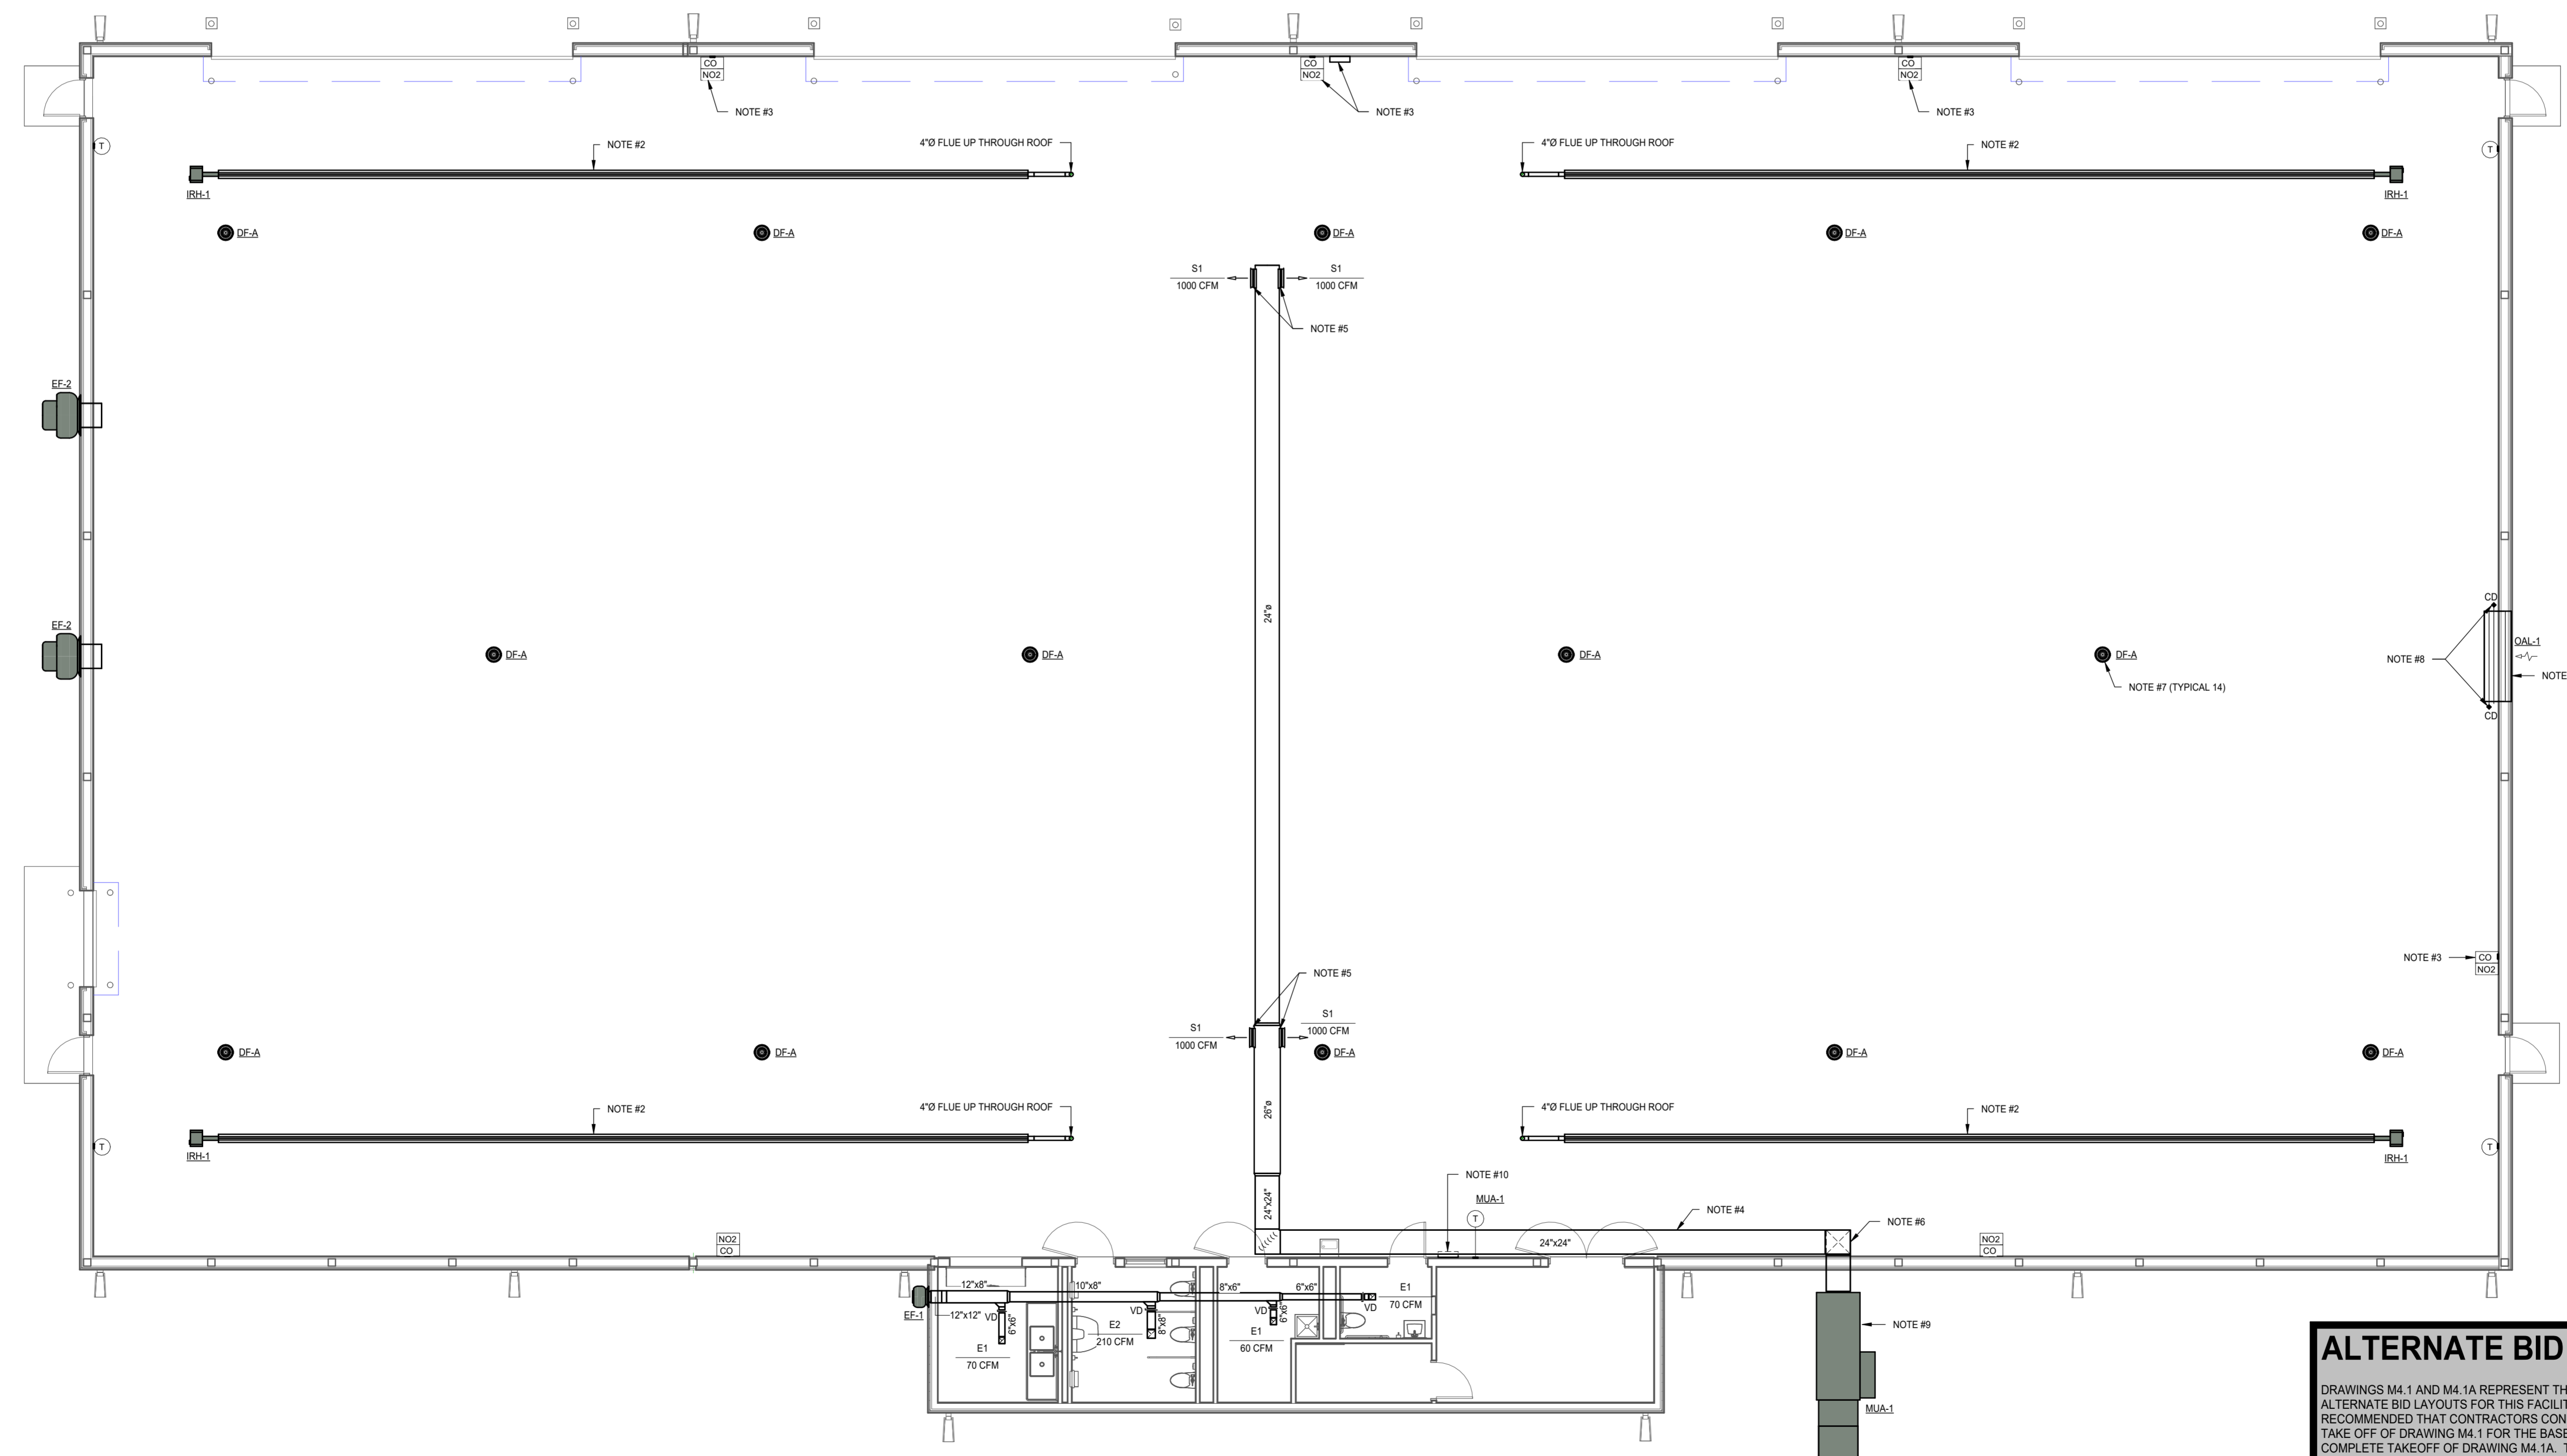 CO
NO2
NOTE #3
CO
NO2
NOTE #3
CO
NO2
NOTE #3
T
T
NOTE #2
4"Ø FLUE UP THROUGH ROOF
4"Ø FLUE UP THROUGH ROOF
NOTE #2
IRH-1
IRH-1
DF-A
DF-A
DF-A
DF-A
DF-A
S1
1000 CFM
S1
1000 CFM
NOTE #5
EF-2
24"ø
EF-2
DF-A
DF-A
DF-A
DF-A
NOTE #7 (TYPICAL 14)
CD
OAL-1
NOTE #8
NOTE
CD
NOTE #3
CO
NO2
NOTE #5
S1
1000 CFM
S1
1000 CFM
DF-A
DF-A
DF-A
DF-A
DF-A
NOTE #2
4"Ø FLUE UP THROUGH ROOF
26"ø
4"Ø FLUE UP THROUGH ROOF
NOTE #2
T
T
IRH-1
IRH-1
NOTE #10
MUA-1
T
24"x24"
NOTE #4
NOTE #6
24"x24"
NO2
CO
NO2
CO
12"x8"
10"x8"
8"x6"
6"x6"
E1
70 CFM
EF-1
12"x12"
VD
6"x6"
VD
8"x8"
VD
6"x6"
VD
E2
210 CFM
E1
60 CFM
E1
70 CFM
NOTE #9
MUA-1
ALTERNATE BID
DRAWINGS M4.1 AND M4.1A REPRESENT TH
ALTERNATE BID LAYOUTS FOR THIS FACILIT
RECOMMENDED THAT CONTRACTORS CON
TAKE OFF OF DRAWING M4.1 FOR THE BASE
COMPLETE TAKEOFF OF DRAWING M4.1A. T